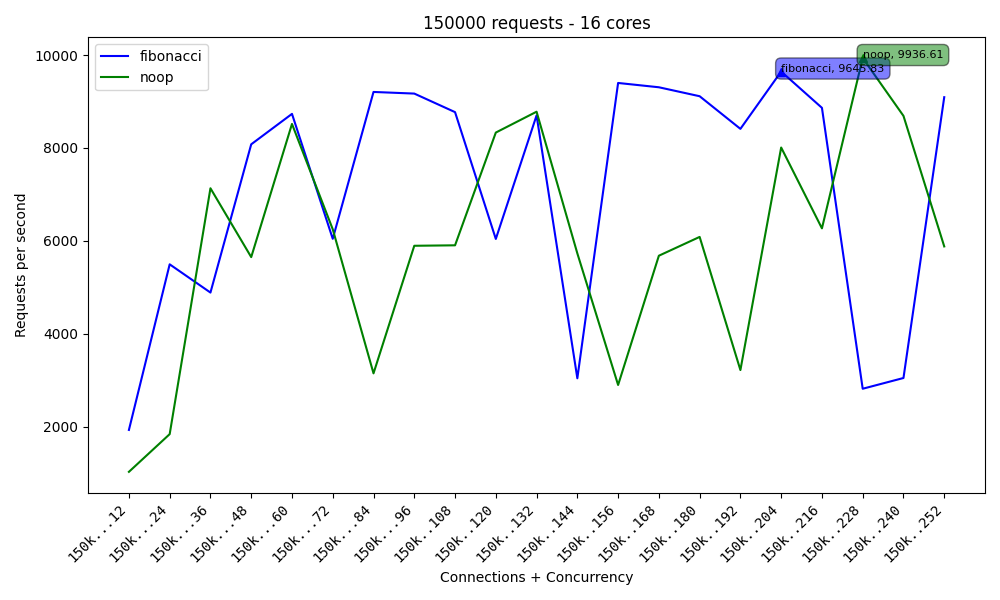 150000 requests - 16 cores
fibonacci
noop
noop, 9936.61
fibonacci, 9645.83
10000
8000
6000
4000
2000
Requests per second
150k...12
150k...24
150k...36
150k...48
150k...60
150k...72
150k...84
150k...96
150k...108
150k...120
150k...132
150k...144
150k...156
150k...168
150k...180
150k...192
150k...204
150k...216
150k...228
150k...240
150k...252
Connections + Concurrency